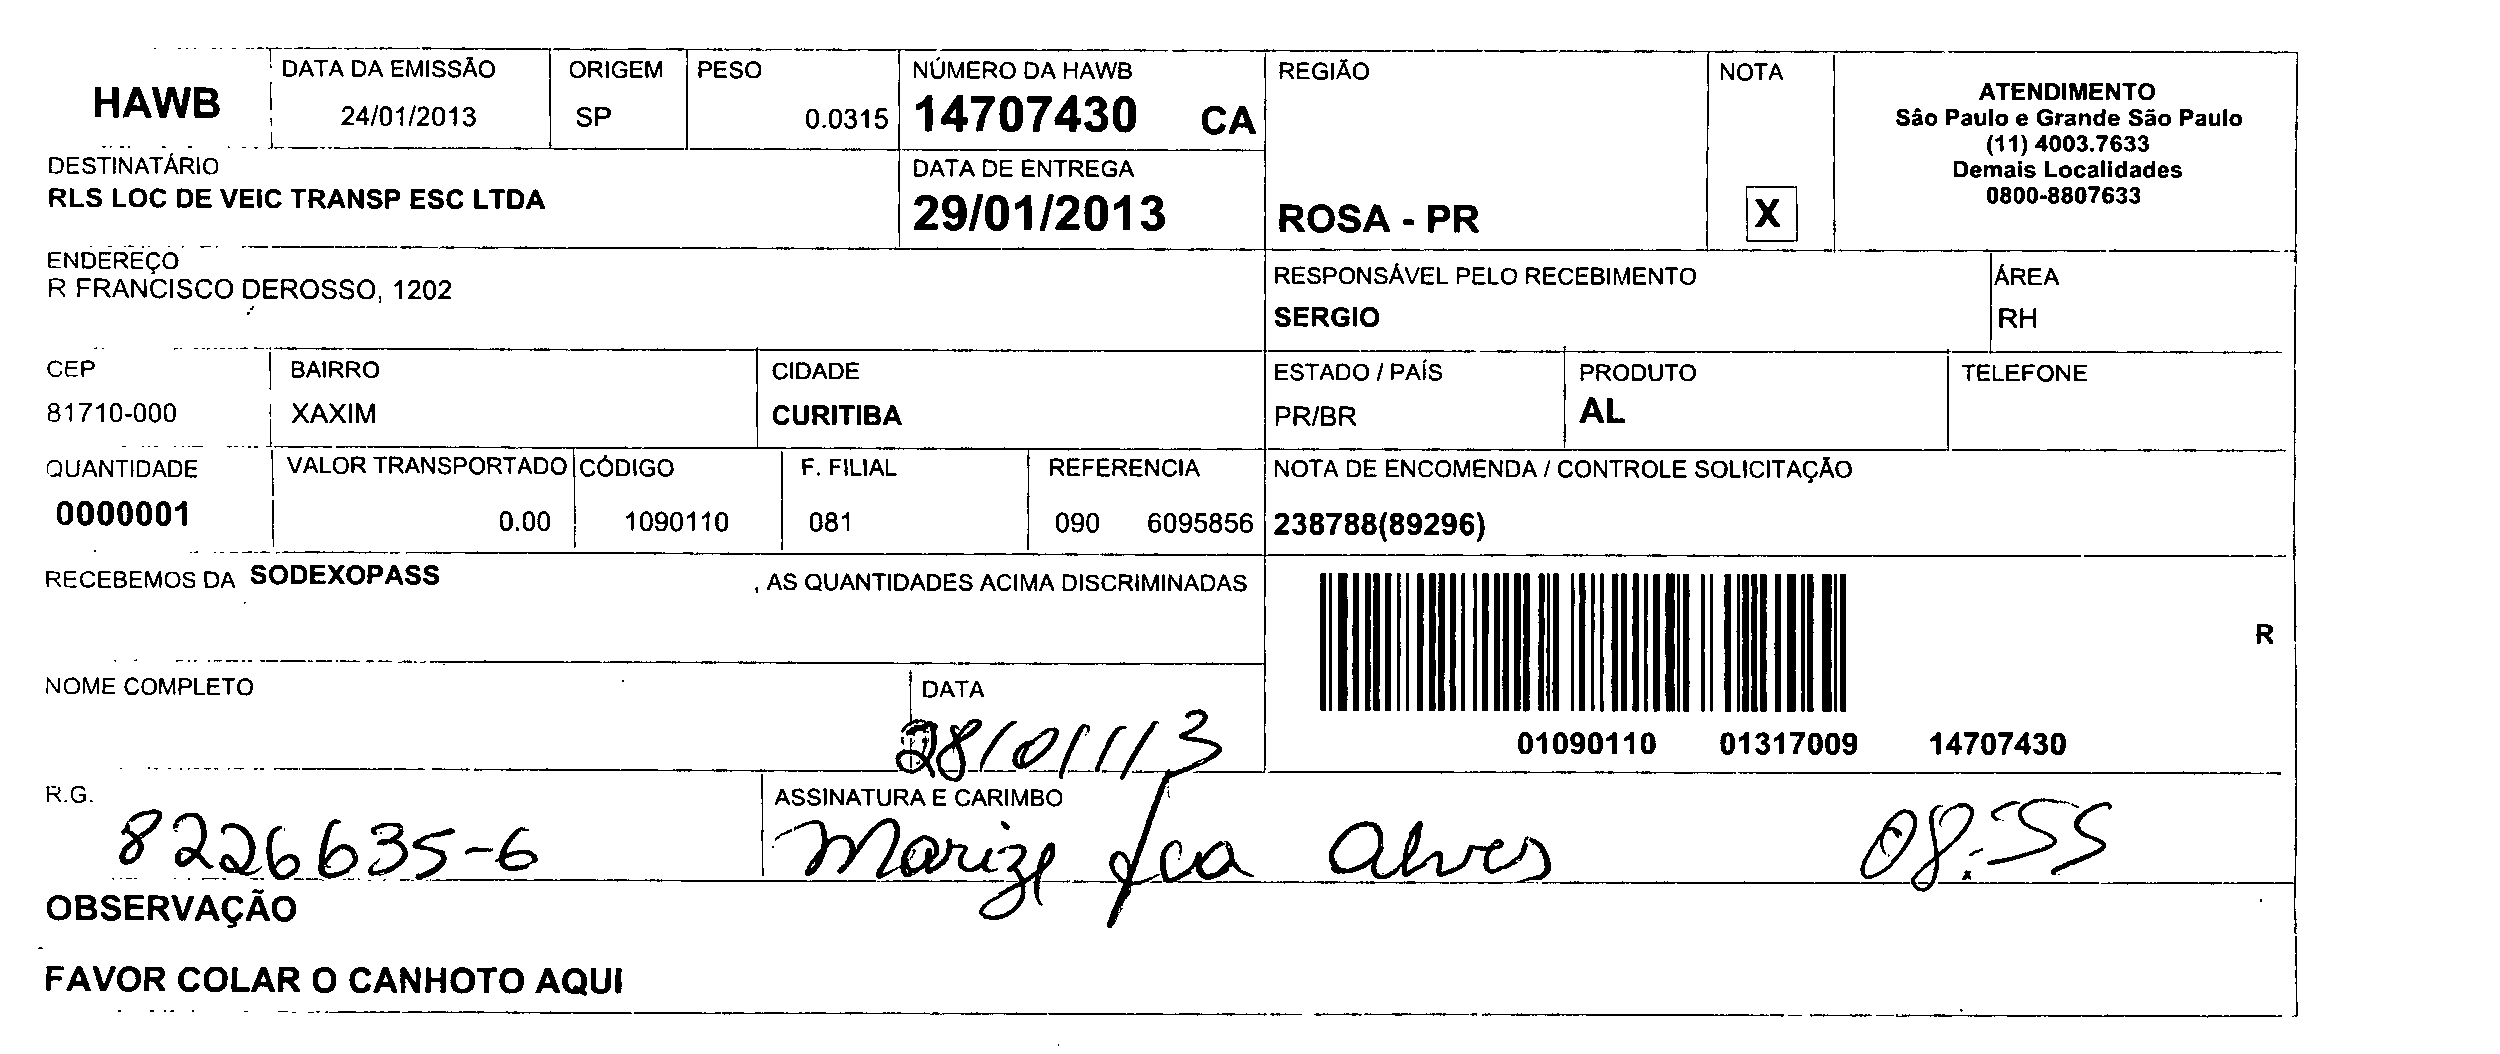 HAWB
DATA DA EMISSÃO
24/01/2013
ORIGEM
SP
PESO
0.0315
NÚMERO DA HAWB
14707430 CA
REGIÃO
ROSA - PR
NOTA
X
ATENDIMENTO
São Paulo e Grande São Paulo
(11) 4003.7633
Demais Localidades
0800-8807633
DESTINATÁRIO
RLS LOC DE VEIC TRANSP ESC LTDA
DATA DE ENTREGA
29/01/2013
ENDEREÇO
R FRANCISCO DEROSSO, 1202
RESPONSÁVEL PELO RECEBIMENTO
SERGIO
ÁREA
RH
CEP
81710-000
BAIRRO
XAXIM
CIDADE
CURITIBA
ESTADO / PAÍS
PR/BR
PRODUTO
AL
TELEFONE
QUANTIDADE
0000001
VALOR TRANSPORTADO
0.00
CÓDIGO
1090110
F. FILIAL
081
REFERENCIA
090 6095856
NOTA DE ENCOMENDA / CONTROLE SOLICITAÇÃO
238788(89296)
RECEBEMOS DA SODEXOPASS , AS QUANTIDADES ACIMA DISCRIMINADAS
R
01090110 01317009 14707430
NOME COMPLETO
DATA
28/01/13
R.G.
8226635-6
ASSINATURA E CARIMBO
Marize Alves 08:55
OBSERVAÇÃO
FAVOR COLAR O CANHOTO AQUI